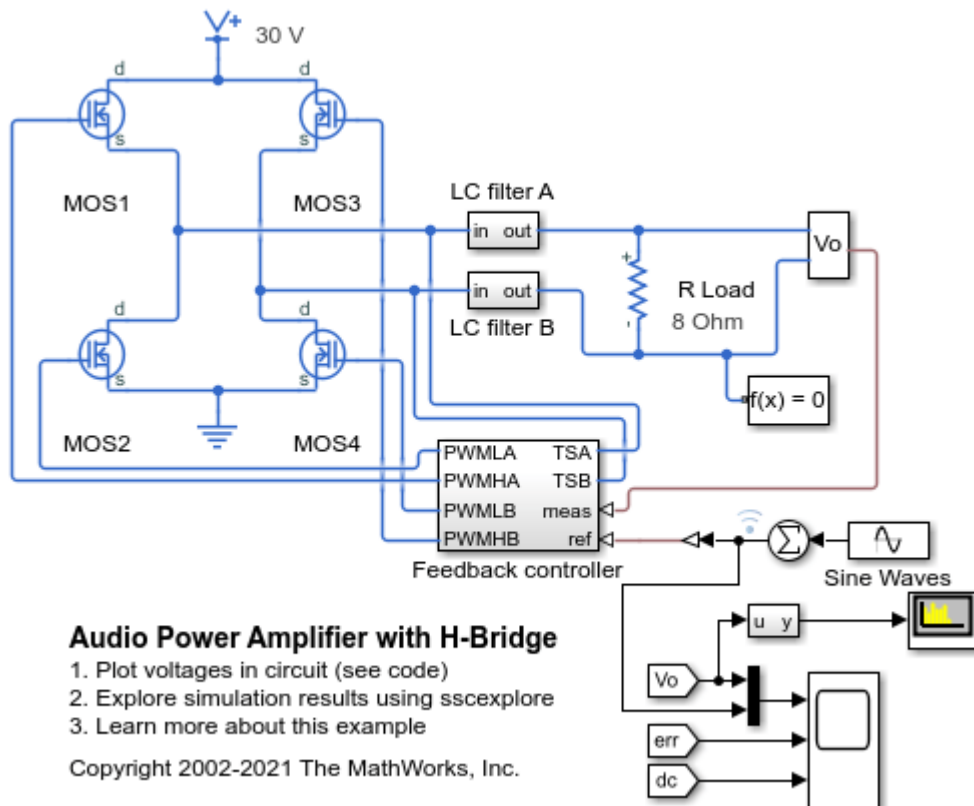 V+
30 V
d
d
s
s
MOS1
MOS3
LC filter A
in out
Vo
+
R Load
8 Ohm
-
in out
LC filter B
d
d
s
s
f(x) = 0
MOS2
MOS4
PWMLA
TSA
PWMHA
TSB
PWMLB
meas
PWMHB
ref
Σ
Feedback controller
Sine Waves
u y
Audio Power Amplifier with H-Bridge
1. Plot voltages in circuit (see code)
2. Explore simulation results using sscexplore
3. Learn more about this example
Copyright 2002-2021 The MathWorks, Inc.
Vo
err
dc